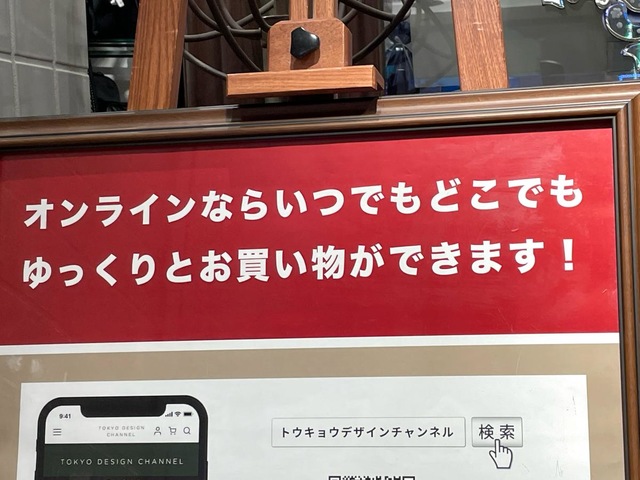 オンラインならいつでもどこでも
ゆっくりとお買い物ができます！
9:41
TOKYO DESIGN
CHANNEL
TOKYO DESIGN CHANNEL
トウキョウデザインチャンネル
検索